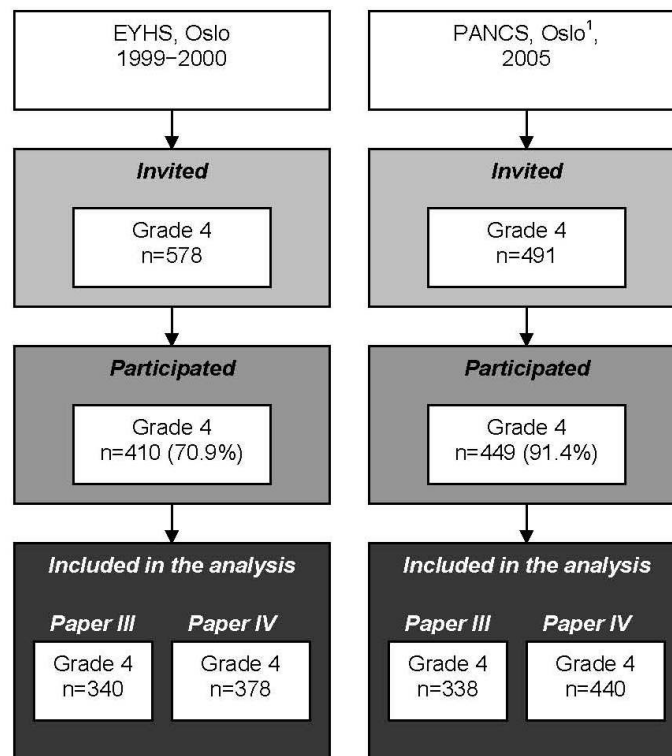 EYHS, Oslo
1999–2000
Invited
Grade 4
n=578
Participated
Grade 4
n=410 (70.9%)
Included in the analysis
Paper III
Paper IV
Grade 4
n=340
Grade 4
n=378
PANCS, Oslo¹,
2005
Invited
Grade 4
n=491
Participated
Grade 4
n=449 (91.4%)
Included in the analysis
Paper III
Paper IV
Grade 4
n=338
Grade 4
n=440